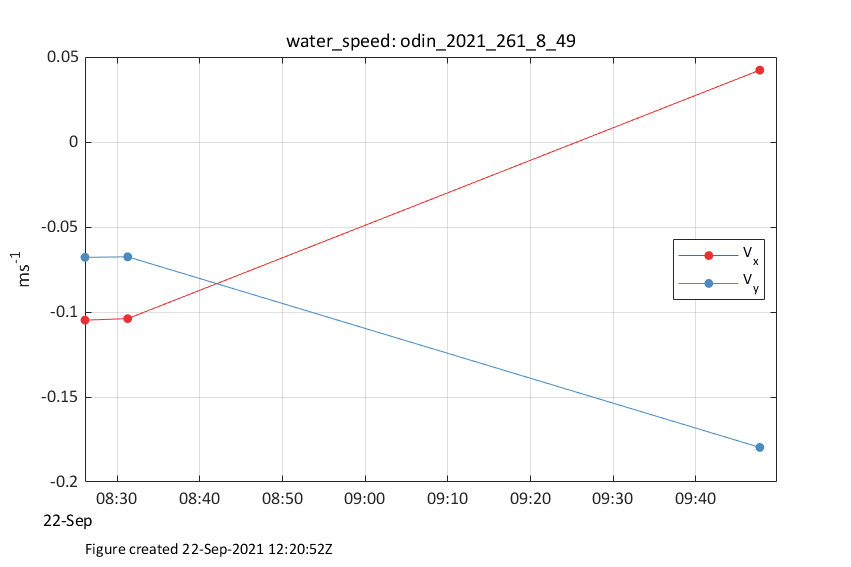 water_speed: odin_2021_261_8_49
0.05
0
-0.05
-0.1
-0.15
-0.2
ms-1
Vx
Vy
08:30 08:40 08:50 09:00 09:10 09:20 09:30 09:40
22-Sep
Figure created 22-Sep-2021 12:20:52Z